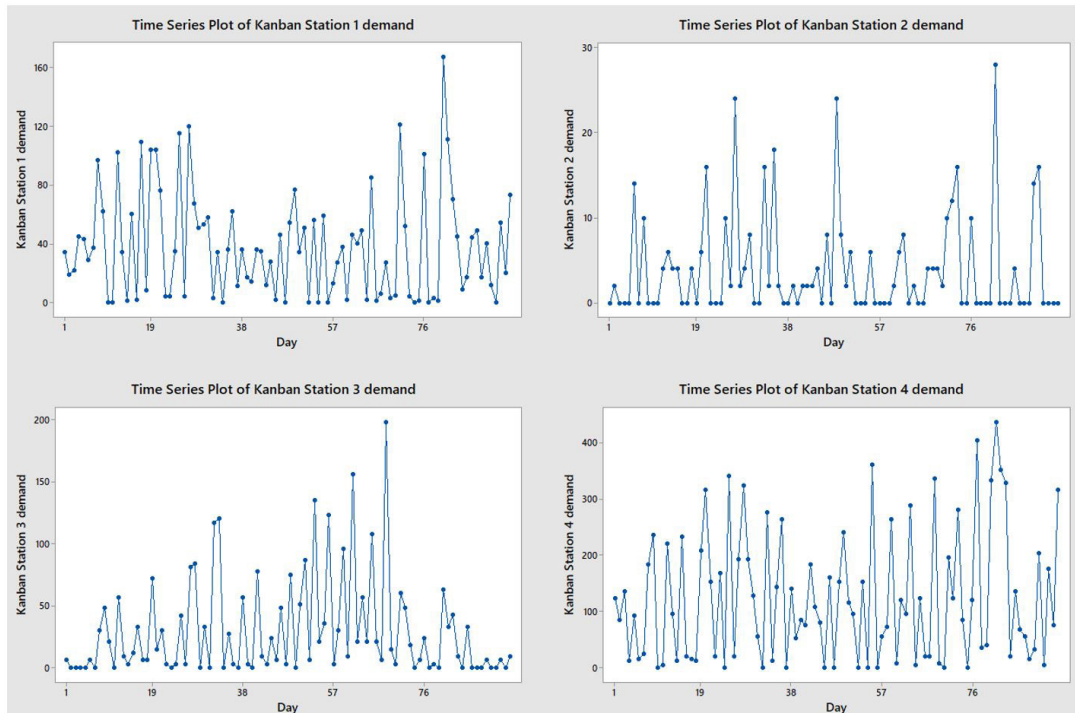 Time Series Plot of Kanban Station 1 demand
160
120
80
40
0
Kanban Station 1 demand
1 19 38 57 76
Day
Time Series Plot of Kanban Station 2 demand
30
20
10
0
Kanban Station 2 demand
1 19 38 57 76
Day
Time Series Plot of Kanban Station 3 demand
200
150
100
50
0
Kanban Station 3 demand
1 19 38 57 76
Day
Time Series Plot of Kanban Station 4 demand
400
300
200
100
0
Kanban Station 4 demand
1 19 38 57 76
Day